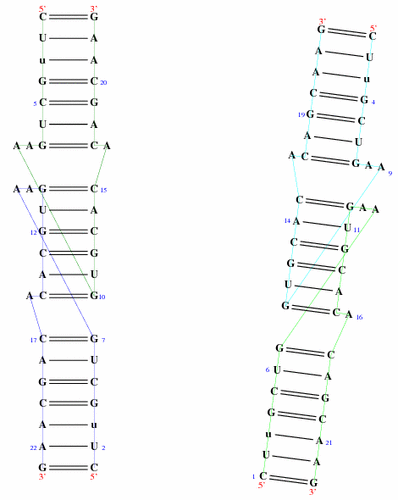 5' 3'
C G
U A
u A
G C 20
5 C G
U A
A A G C A
A A G C 15
U A
12 G C
C G
A U
A C G 10
17 C G 7
A U
G C
C G
A u
22 A U 2
G C
3' 5'
3' 5'
G C
A U
A u
C G 4
19 G C
A U
A C G A A 9
C G A A
14 A U 11
C G
G C
U A
G C A 16
G C
6 U A
C G
G C
u A 21
U A
1 C G
5' 3'